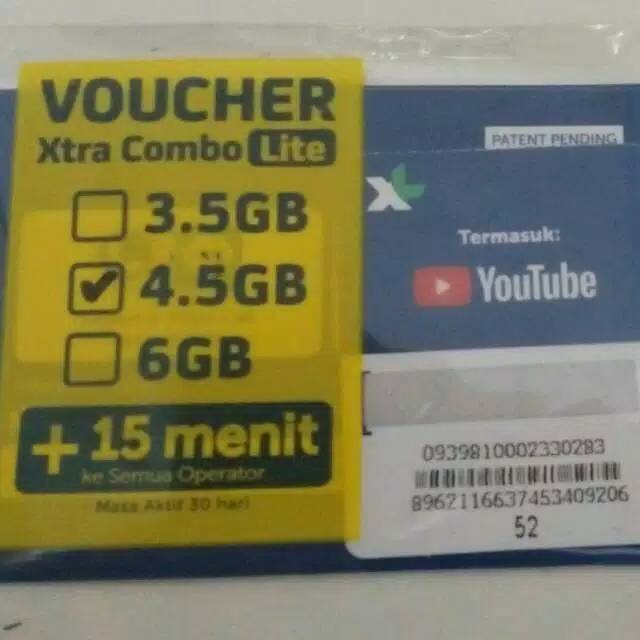 VOUCHER
Xtra Combo Lite
3.5GB
4.5GB
6GB
+ 15 menit
ke Semua Operator
Masa Aktif 30 hari
PATENT PENDING
XL
Termasuk:
YouTube
0939810002330283
8962116637453409206
52